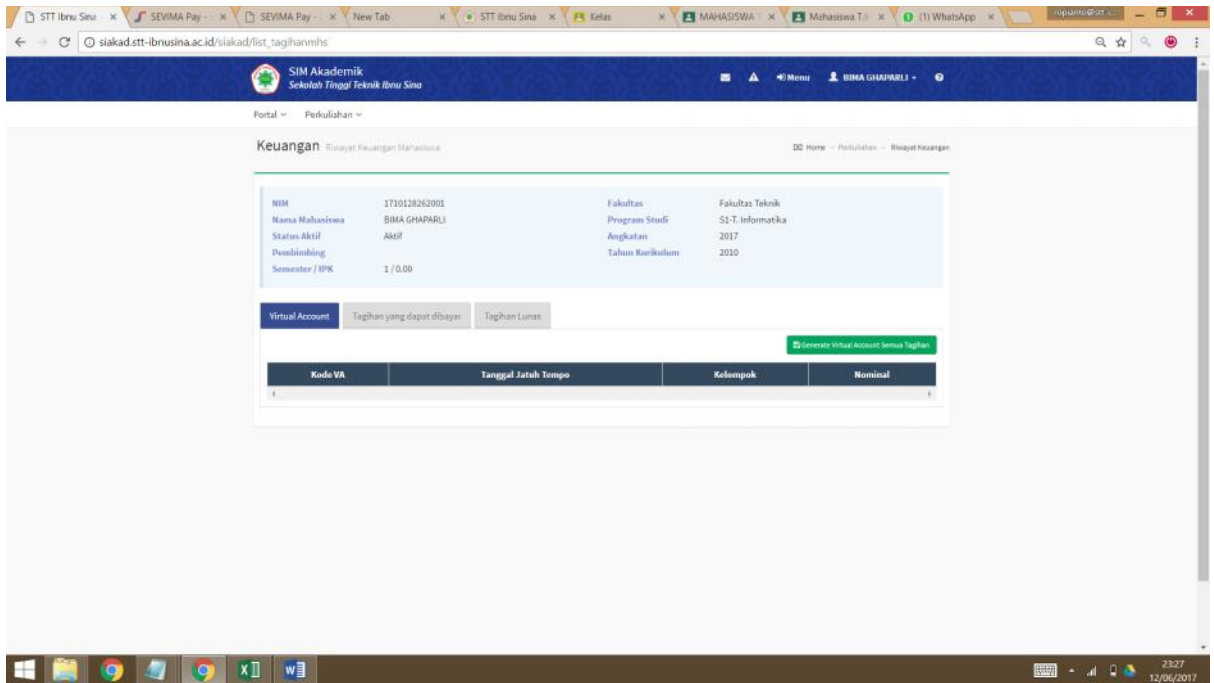 STT Ibnu Sina SEVIMA Pay - SEVIMA Pay - New Tab STT Ibnu Sina Kelas MAHASISWA Mahasiswa T. (1) WhatsApp
siakad.stt-ibnusina.ac.id/siakad/list_tagihanmhs
SIM Akademik
Sekolah Tinggi Teknik Ibnu Sina
Menu BIMA GHAPARLI
Portal Perkuliahan
Keuangan Riwayat Keuangan Mahasiswa Home Perkuliahan Riwayat Keuangan
NIM 1710128262001 Fakultas Fakultas Teknik
Nama Mahasiswa BIMA GHAPARLI Program Studi S1-T. Informatika
Status Aktif Aktif Angkatan 2017
Pembimbing Tahun Kurikulum 2010
Semester / IPK 1 / 0.00
Virtual Account Tagihan yang dapat dibayar Tagihan Lunas
Generate Virtual Account Semua Tagihan
Kode VA Tanggal Jatuh Tempo Kelompok Nominal
23:27
12/06/2017